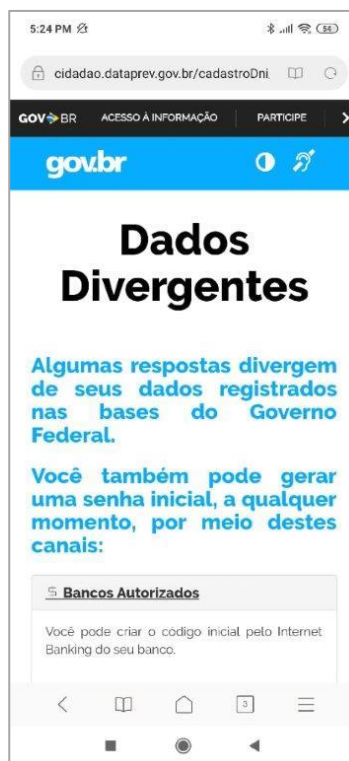 5:24 PM
54
cidadao.dataprev.gov.br/cadastroDni
GOV BR ACESSO À INFORMAÇÃO PARTICIPE
gov.br
Dados
Divergentes
Algumas respostas divergem
de seus dados registrados
nas bases do Governo
Federal.
Você também pode gerar
uma senha inicial, a qualquer
momento, por meio destes
canais:
Bancos Autorizados
Você pode criar o código inicial pelo Internet
Banking do seu banco.
3